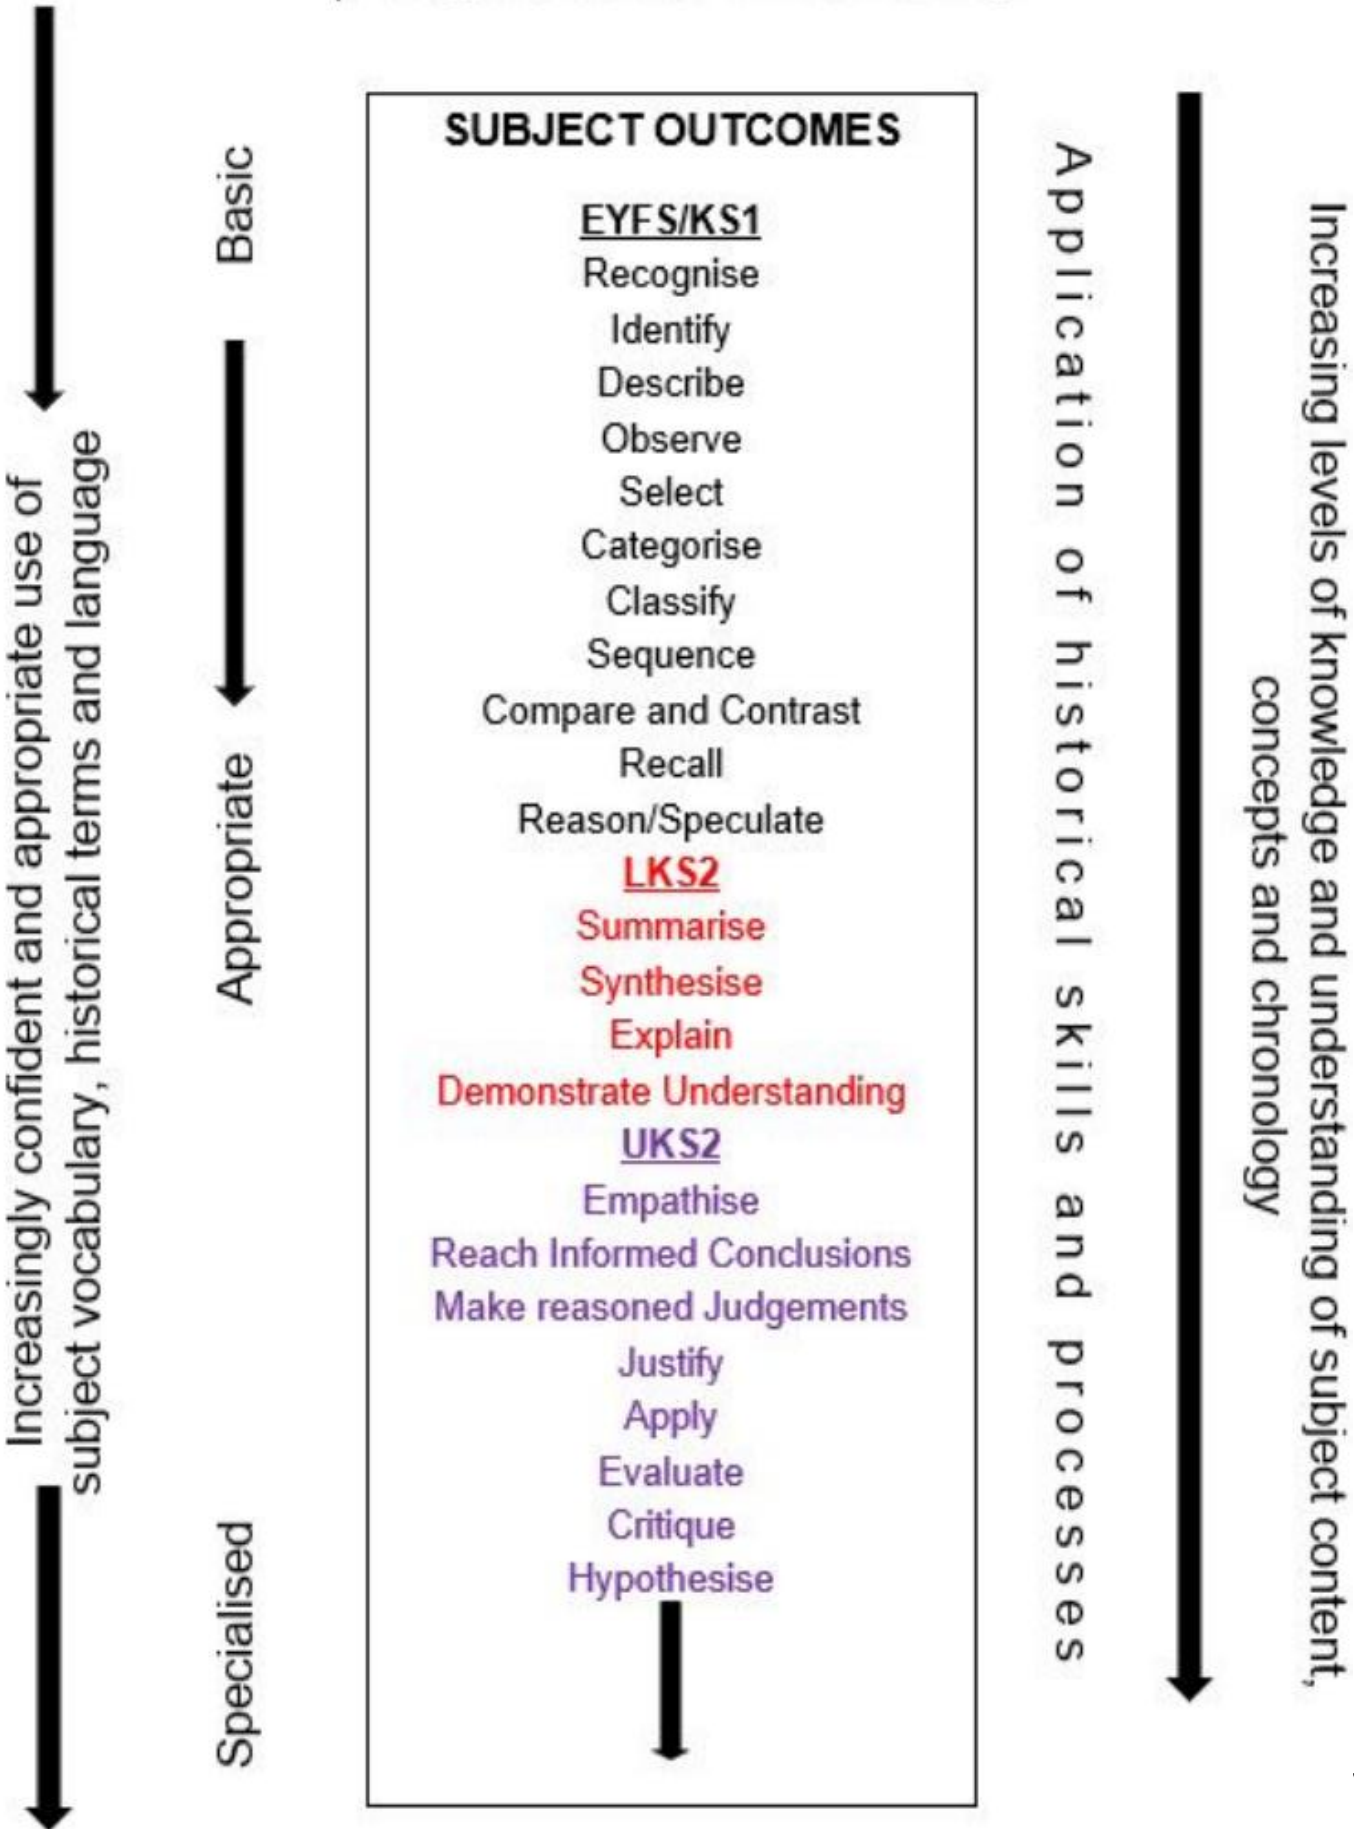 Increasingly confident and appropriate use of
subject vocabulary, historical terms and language
Basic
Appropriate
Specialised
SUBJECT OUTCOMES
EYFS/KS1
Recognise
Identify
Describe
Observe
Select
Categorise
Classify
Sequence
Compare and Contrast
Recall
Reason/Speculate
LKS2
Summarise
Synthesise
Explain
Demonstrate Understanding
UKS2
Empathise
Reach Informed Conclusions
Make reasoned Judgements
Justify
Apply
Evaluate
Critique
Hypothesise
Application of historical skills and processes
Increasing levels of knowledge and understanding of subject content,
concepts and chronology